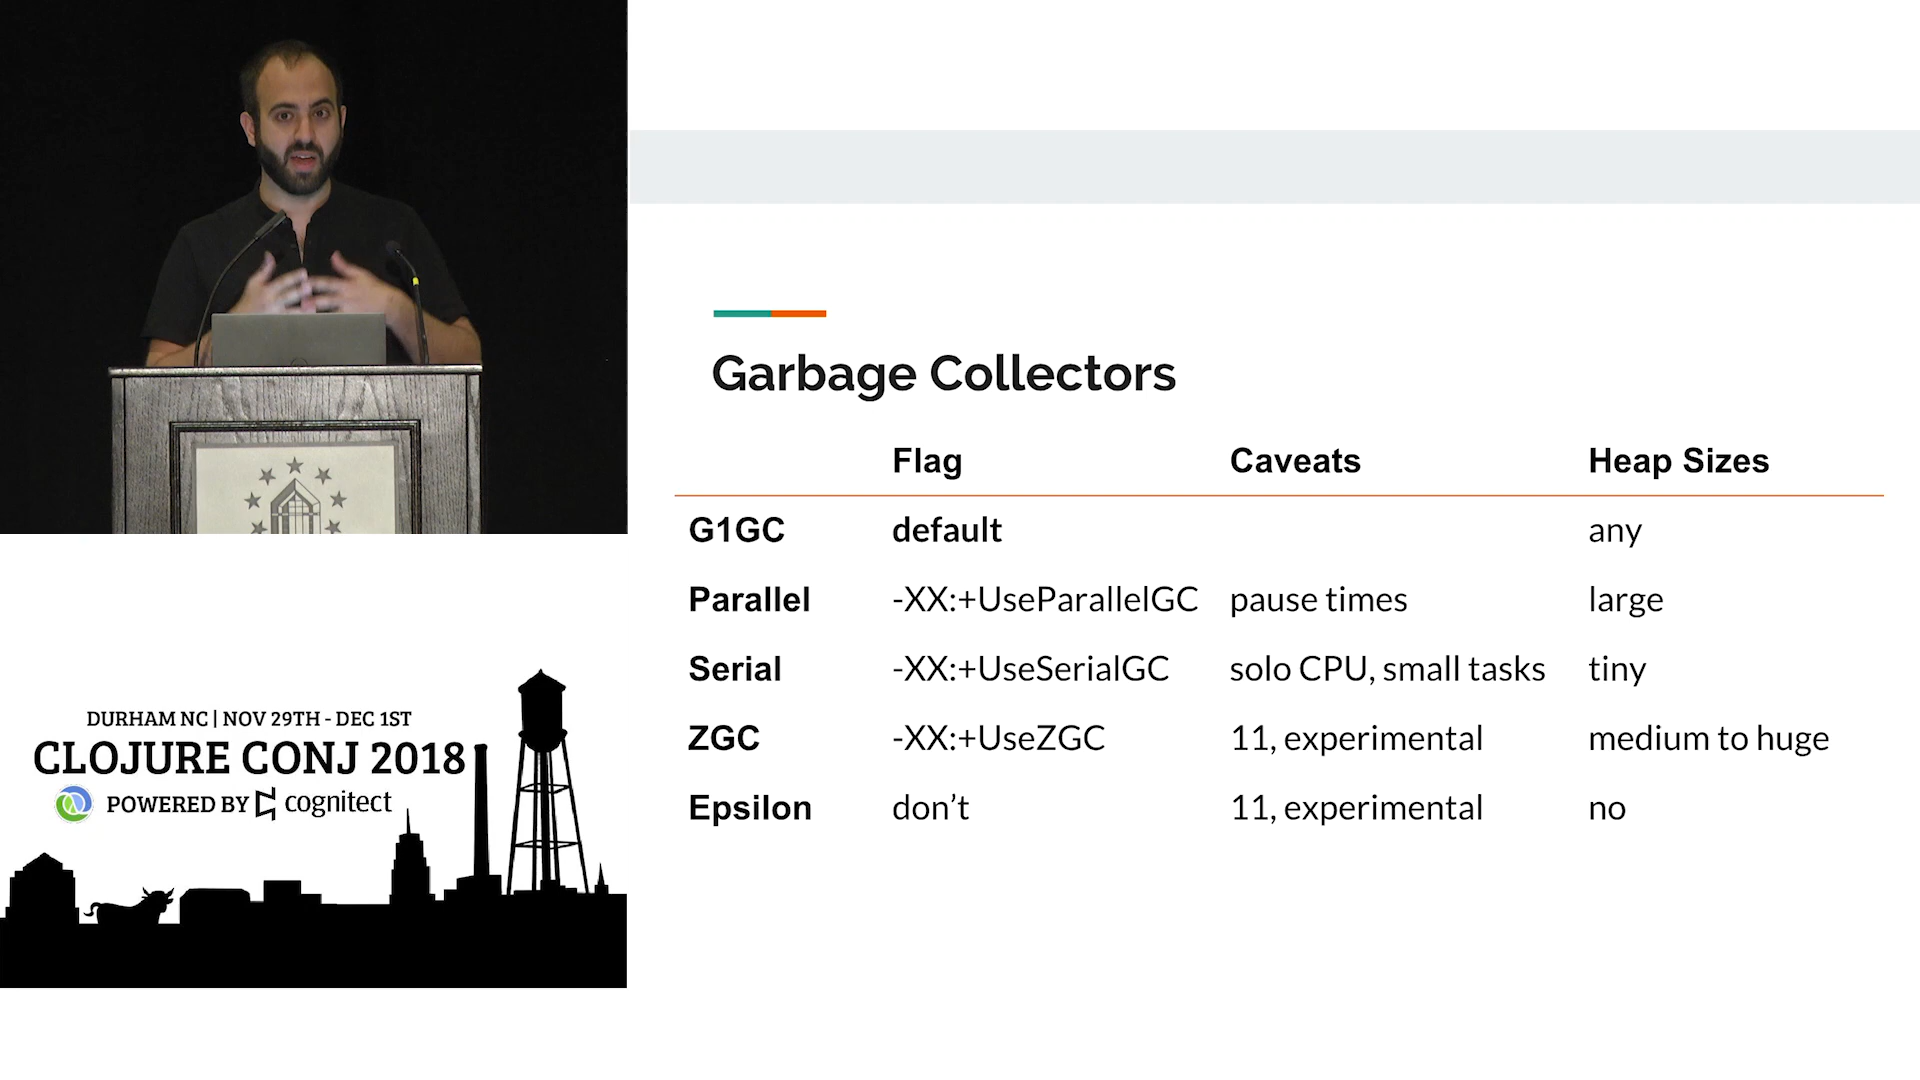 Garbage Collectors
Flag Caveats Heap Sizes
G1GC default any
Parallel -XX:+UseParallelGC pause times large
Serial -XX:+UseSerialGC solo CPU, small tasks tiny
ZGC -XX:+UseZGC 11, experimental medium to huge
Epsilon don’t 11, experimental no
DURHAM NC | NOV 29TH - DEC 1ST
CLOJURE CONJ 2018
POWERED BY cognitect